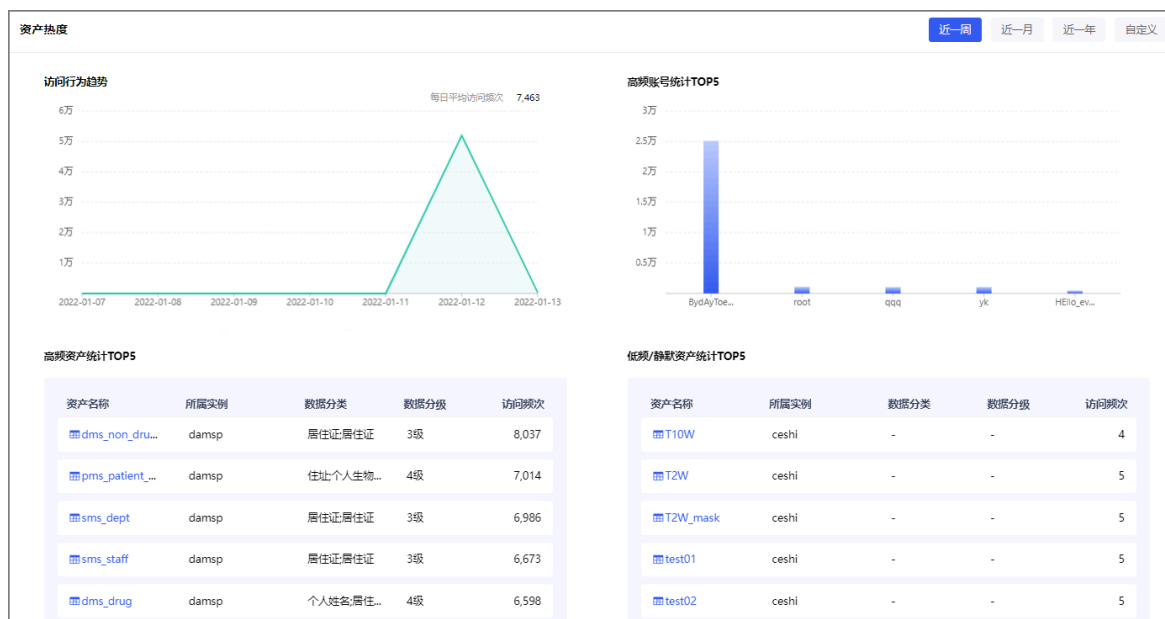 资产热度
近一周 近一月 近一年 自定义
访问行为趋势
每日平均访问频次 7,463
6万
5万
4万
3万
2万
1万
2022-01-07 2022-01-08 2022-01-09 2022-01-10 2022-01-11 2022-01-12 2022-01-13
高频账号统计TOP5
3万
2.5万
2万
1.5万
1万
0.5万
BydAyToe... root qqq yk HEllo_ev...
高频资产统计TOP5
资产名称 所属实例 数据分类 数据分级 访问频次
dms_non_dru... damsp 居住证;居住证 3级 8,037
pms_patient_... damsp 住址;个人生物... 4级 7,014
sms_dept damsp 居住证;居住证 3级 6,986
sms_staff damsp 居住证;居住证 3级 6,673
dms_drug damsp 个人姓名;居住... 4级 6,598
低频/静默资产统计TOP5
资产名称 所属实例 数据分类 数据分级 访问频次
T10W ceshi - - 4
T2W ceshi - - 5
T2W_mask ceshi - - 5
test01 ceshi - - 5
test02 ceshi - - 5